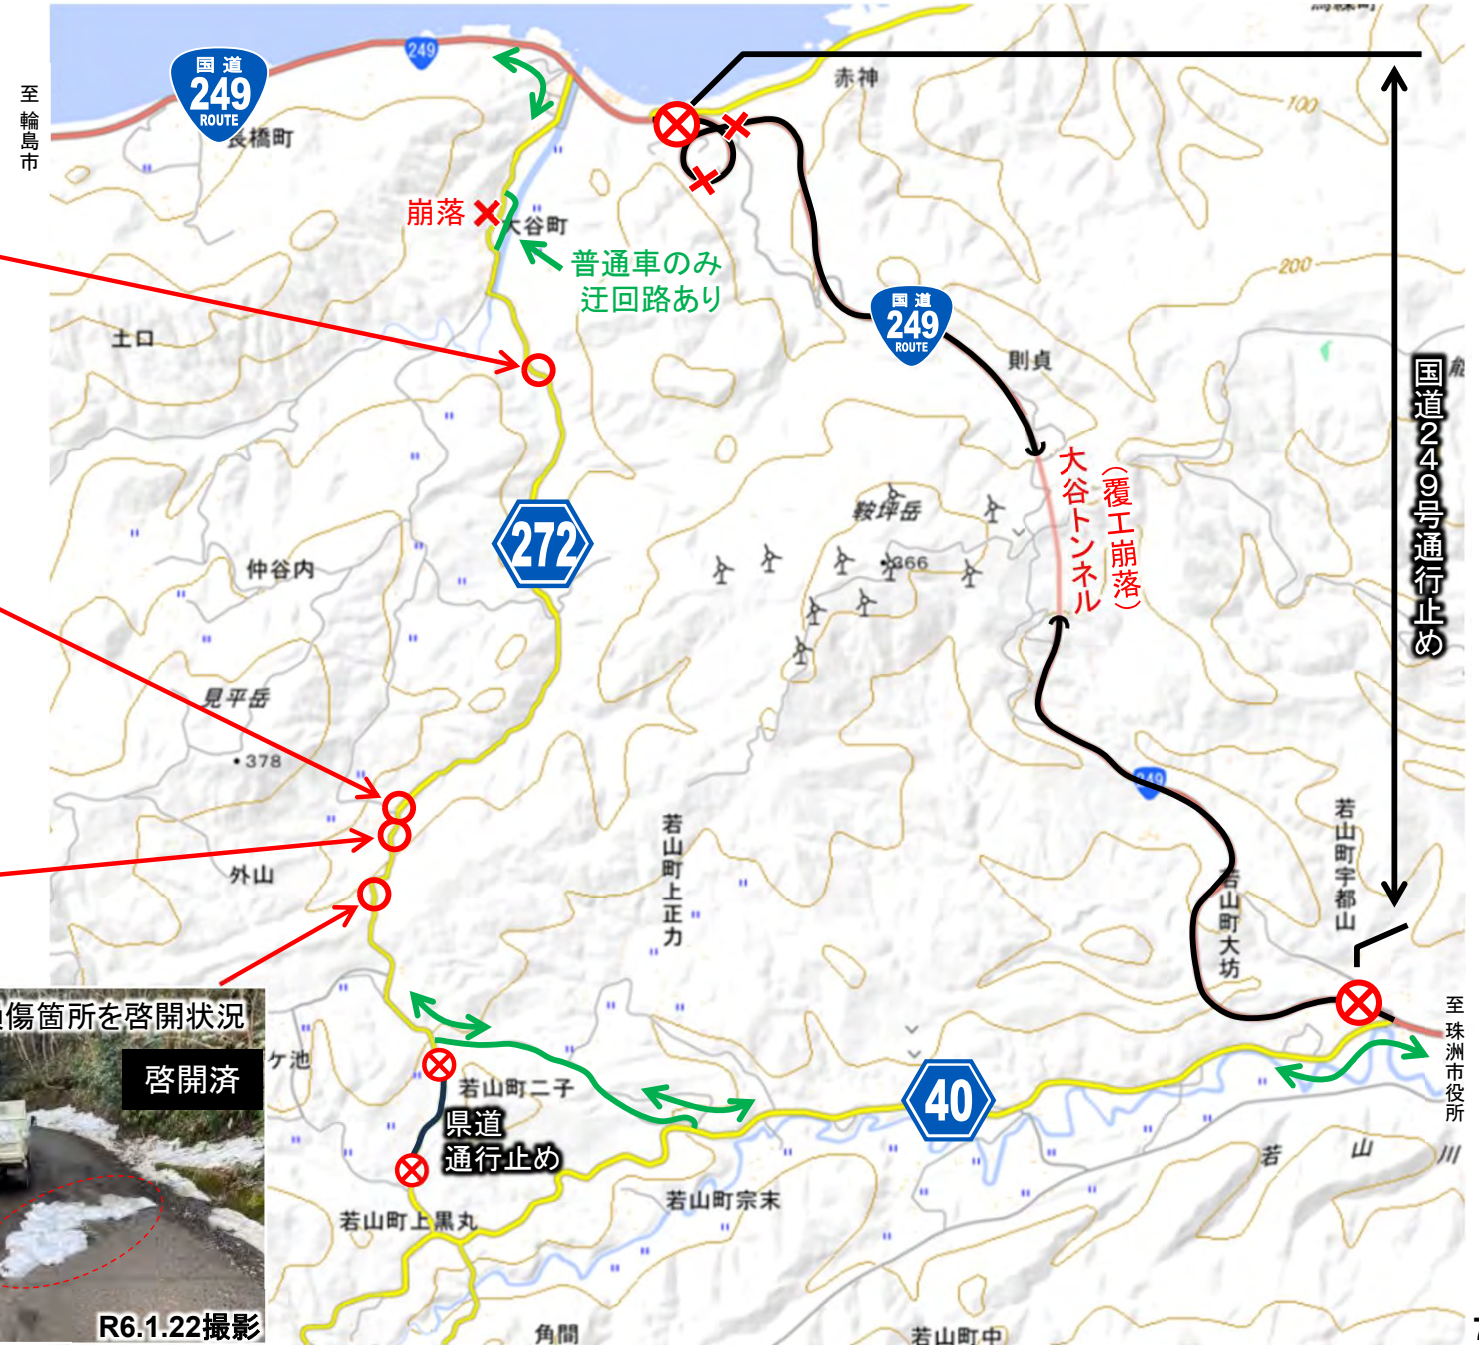 国道
249
ROUTE
249
至 輪島市
長橋町
赤神
100
崩落
大谷町
普通車のみ
迂回路あり
200
土口
国道
249
ROUTE
則貞
国道249号通行止め
大谷トンネル
(覆工崩落)
鞍坪岳
366
272
仲谷内
見平岳
378
249
若山町上正力
若山町宇都山
外山
若山町大坊
傷箇所を啓開状況
啓開済
ケ池
若山町二子
県道
通行止め
40
至 珠洲市役所
若山川
若山町宗末
若山町上黒丸
R6.1.22撮影
角間
若山町中